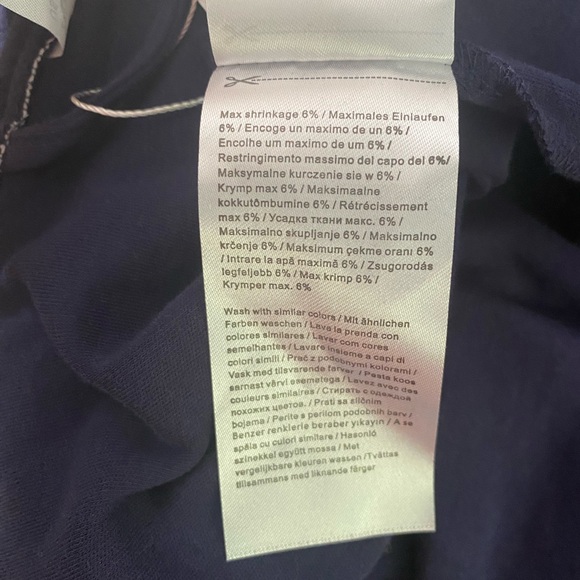 Max shrinkage 6% / Maximales Einlaufen
6% / Encoge un maximo de un 6% /
Encolhe um maximo de um 6% /
Restringimento massimo del capo del 6%/
Maksymalne kurczenie sie w 6% /
Krymp max 6% / Maksimaalne
kokkutõmbumine 6% / Rétrécissement
max 6% / Усадка ткани макс. 6% /
Maksimalno skupljanje 6% / Maksimalno
krčenje 6% / Maksimum çekme oranı 6%
/ Intrare la apă maximă 6% / Zsugorodás
legfeljebb 6% / Max krimp 6% /
Krymper max. 6%
Wash with similar colors / Mit ähnlichen
Farben waschen / Lava la prenda con
colores similares / Lavar com cores
semelhantes / Lavare insieme a capi di
colori simili / Prać z podobnymi kolorami /
Vask med tilsvarende farver / Pesta koos
sarnast värvi esemetega / Lavez avec des
couleurs similaires / Стирать с одеждой
похожих цветов. / Prati sa sličnim
bojama / Perite s perilom podobnih barv /
Benzer renklerle beraber yıkayın / A se
spăla cu culori similare / Hasonló
színekkel együtt mossa / Met
vergelijkbare kleuren wassen / Tvättas
tillsammans med liknande färger